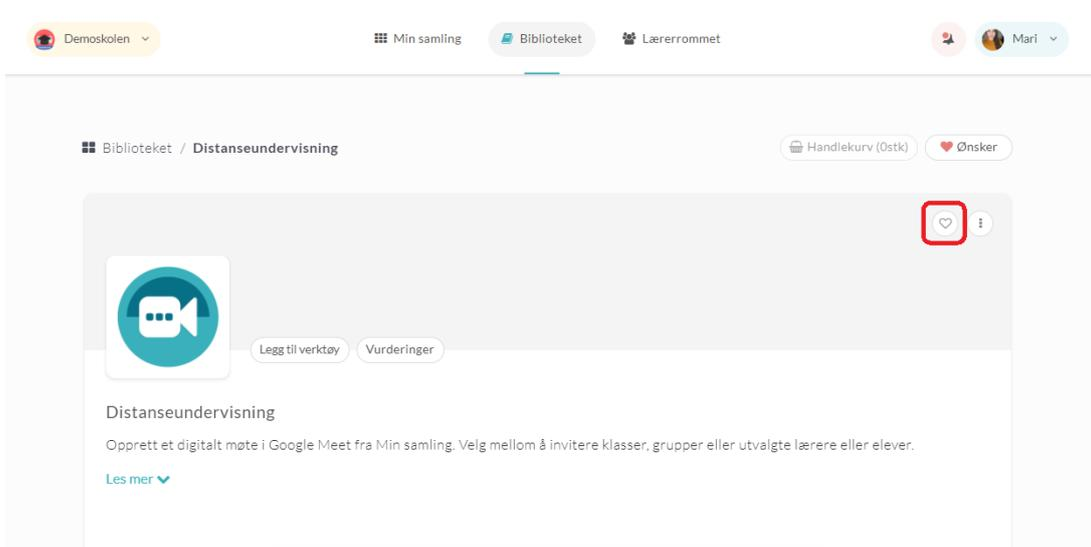 Demoskolen
Min samling
Biblioteket
Lærerrommet
Mari
Biblioteket / Distanseundervisning
Handlekurv (0stk)
Ønsker
Legg til verktøy
Vurderinger
Distanseundervisning
Opprett et digitalt møte i Google Meet fra Min samling. Velg mellom å invitere klasser, grupper eller utvalgte lærere eller elever.
Les mer